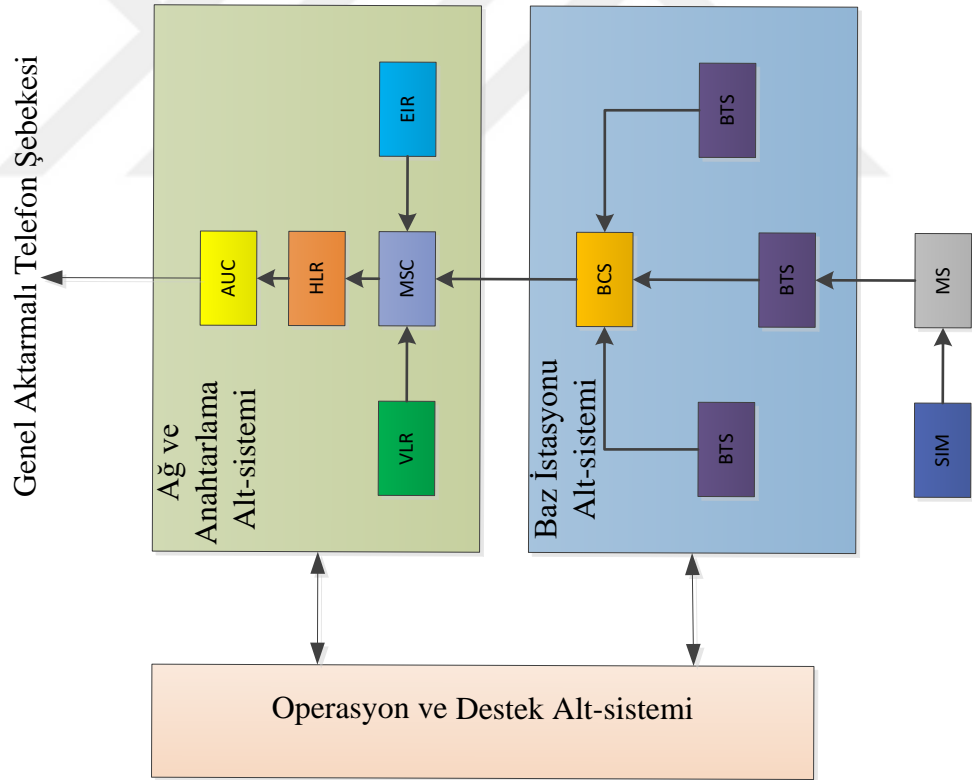 Genel Aktarmalı Telefon Şebekesi
Ağ ve
Anahtarlama
Alt-sistemi
AUC
HLR
EIR
MSC
VLR
Baz İstasyonu
Alt-sistemi
BTS
BCS
BTS
BTS
MS
SIM
Operasyon ve Destek Alt-sistemi